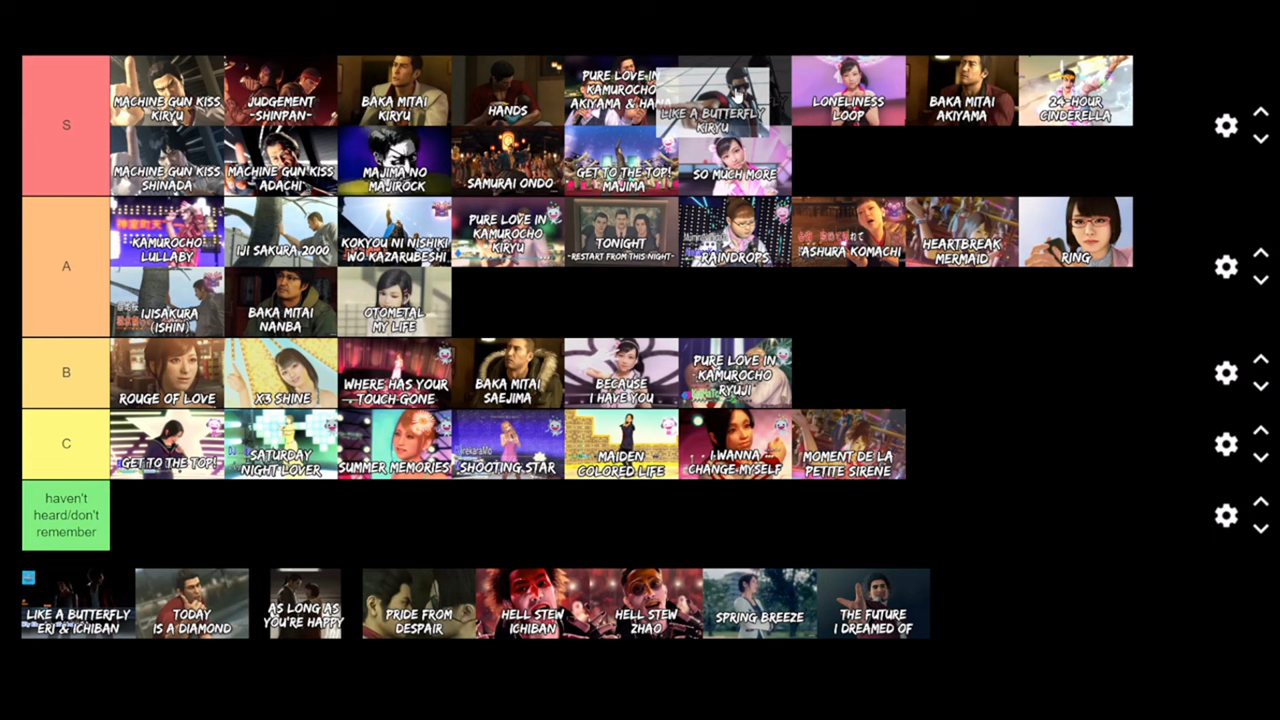 S
MACHINE GUN KISS
KIRYU
JUDGEMENT
-SHINPAN-
BAKA MITAI
KIRYU
HANDS
PURE LOVE IN
KAMUROCHO
AKIYAMA & HANA
LIKE A BUTTERFLY
KIRYU
LONELINESS
LOOP
BAKA MITAI
AKIYAMA
24-HOUR
CINDERELLA
MACHINE GUN KISS
SHINADA
MACHINE GUN KISS
ADACHI
MAJIMA NO
MAJIROCK
SAMURAI ONDO
GET TO THE TOP!
MAJIMA
SO MUCH MORE
A
KAMUROCHO
LULLABY
IJI SAKURA 2000
KOKYOU NI NISHIKI
WO KAZARUBESHI
PURE LOVE IN
KAMUROCHO
KIRYU
TONIGHT
-RESTART FROM THIS NIGHT-
RAINDROPS
ASHURA KOMACHI
HEARTBREAK
MERMAID
RING
IJISAKURA
(ISHIN)
BAKA MITAI
NANBA
OTOMETAL
MY LIFE
B
ROUGE OF LOVE
X3 SHINE
WHERE HAS YOUR
TOUCH GONE
BAKA MITAI
SAEJIMA
BECAUSE
I HAVE YOU
PURE LOVE IN
KAMUROCHO
RYUJI
C
GET TO THE TOP!
SATURDAY
NIGHT LOVER
SUMMER MEMORIES
SHOOTING STAR
MAIDEN
COLORED LIFE
I WANNA
CHANGE MYSELF
MOMENT DE LA
PETITE SIRENE
haven't
heard/don't
remember
LIKE A BUTTERFLY
ERI & ICHIBAN
TODAY
IS A DIAMOND
AS LONG AS
YOU'RE HAPPY
PRIDE FROM
DESPAIR
HELL STEW
ICHIBAN
HELL STEW
ZHAO
SPRING BREEZE
THE FUTURE
I DREAMED OF